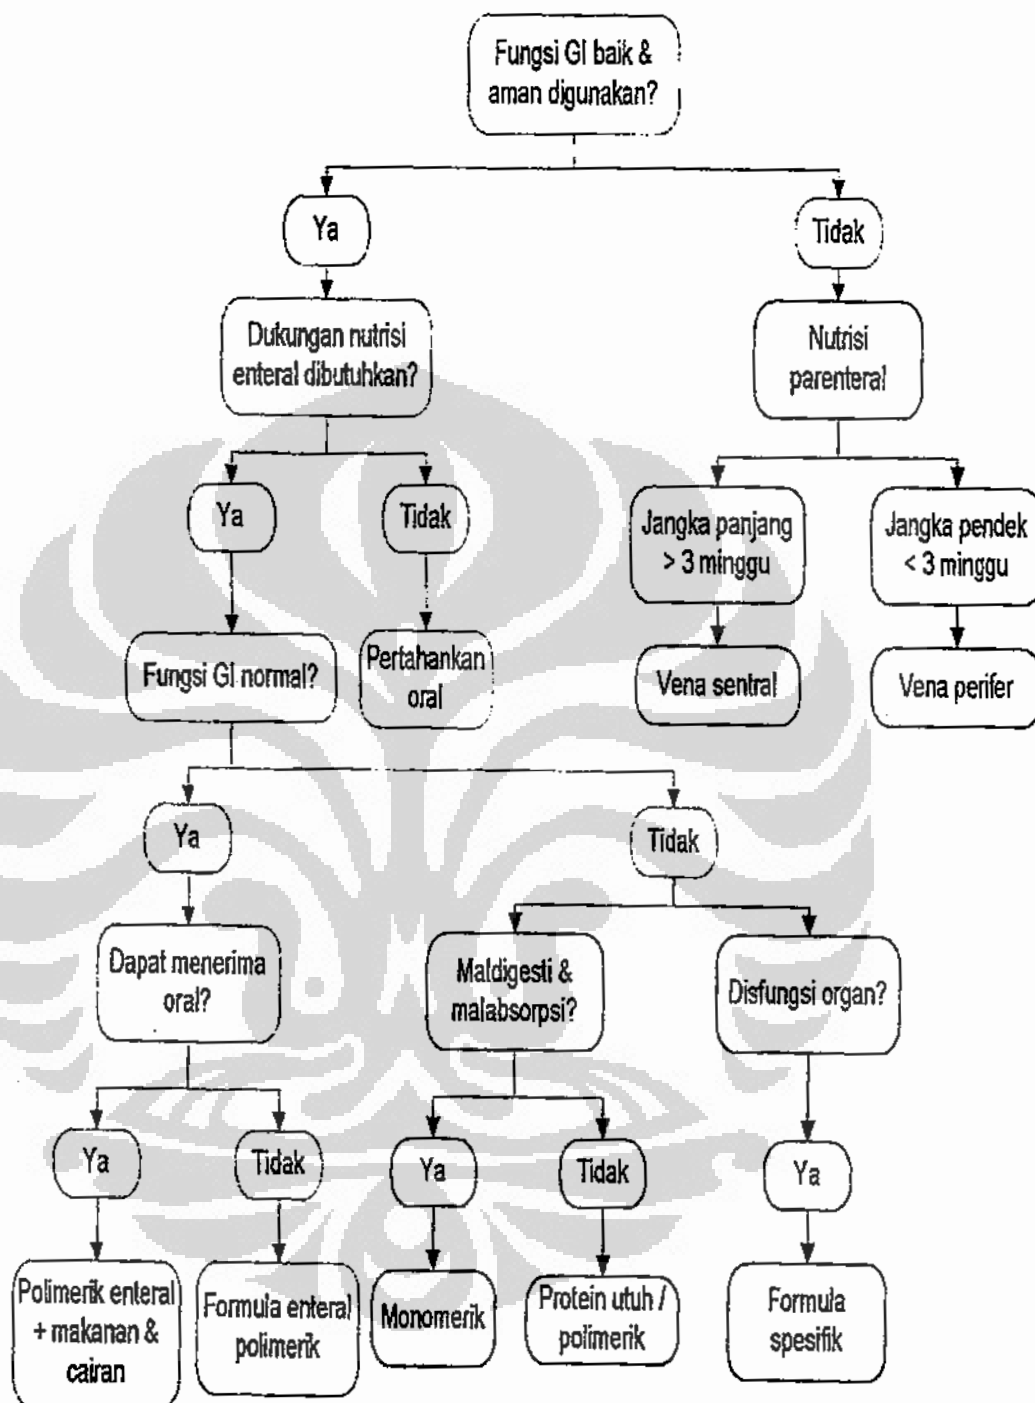 Fungsi GI baik &
aman digunakan?
Ya
Tidak
Dukungan nutrisi
enteral dibutuhkan?
Nutrisi
parenteral
Ya
Tidak
Jangka panjang
> 3 minggu
Jangka pendek
< 3 minggu
Fungsi GI normal?
Pertahankan
oral
Vena sentral
Vena perifer
Ya
Tidak
Dapat menerima
oral?
Maldigesti &
malabsorpsi?
Disfungsi organ?
Ya
Tidak
Ya
Tidak
Ya
Polimerik enteral
+ makanan &
cairan
Formula enteral
polimerik
Monomerik
Protein utuh /
polimerik
Formula
spesifik